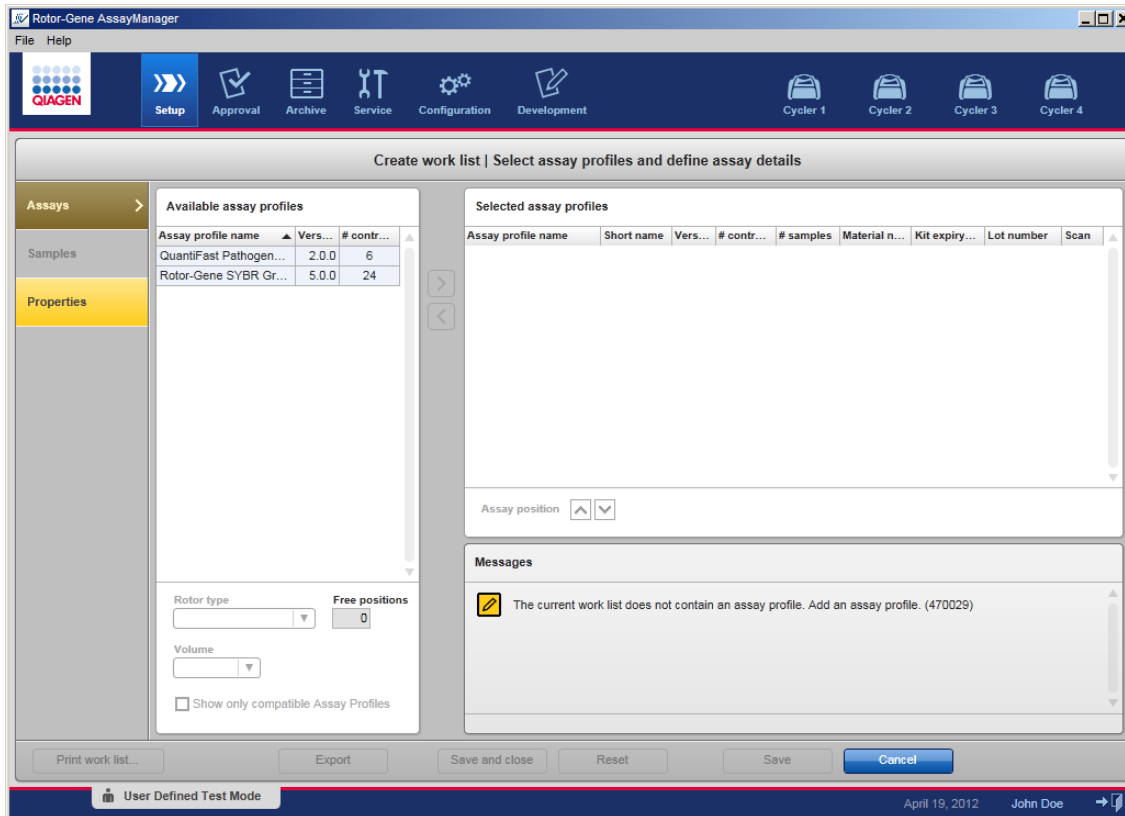 Rotor-Gene AssayManager
File Help
QIAGEN
Setup Approval Archive Service Configuration Development Cycler 1 Cycler 2 Cycler 3 Cycler 4
Create work list | Select assay profiles and define assay details
Assays
Samples
Properties
Available assay profiles
Assay profile name Vers... # contr...
QuantiFast Pathogen... 2.0.0 6
Rotor-Gene SYBR Gr... 5.0.0 24
Rotor type Free positions
0
Volume
Show only compatible Assay Profiles
Selected assay profiles
Assay profile name Short name Vers... # contr... # samples Material n... Kit expiry... Lot number Scan
Assay position
Messages
The current work list does not contain an assay profile. Add an assay profile. (470029)
Print work list... Export Save and close Reset Save Cancel
User Defined Test Mode
April 19, 2012 John Doe